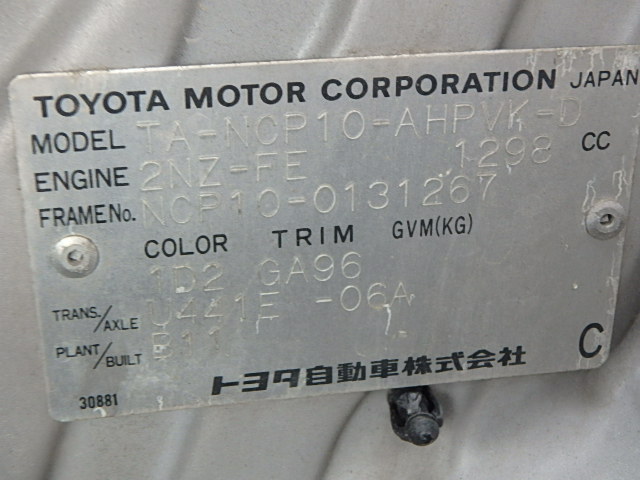 TOYOTA MOTOR CORPORATION JAPAN
MODEL TA-NCP10-AHPVK-D
ENGINE 2NZ-FE 1298 CC
FRAME No. NCP10-0131267
COLOR TRIM GVM(KG)
1D2 GA96
TRANS./AXLE U441E -06A
PLANT/BUILT B11
トヨタ自動車株式会社 C
30881